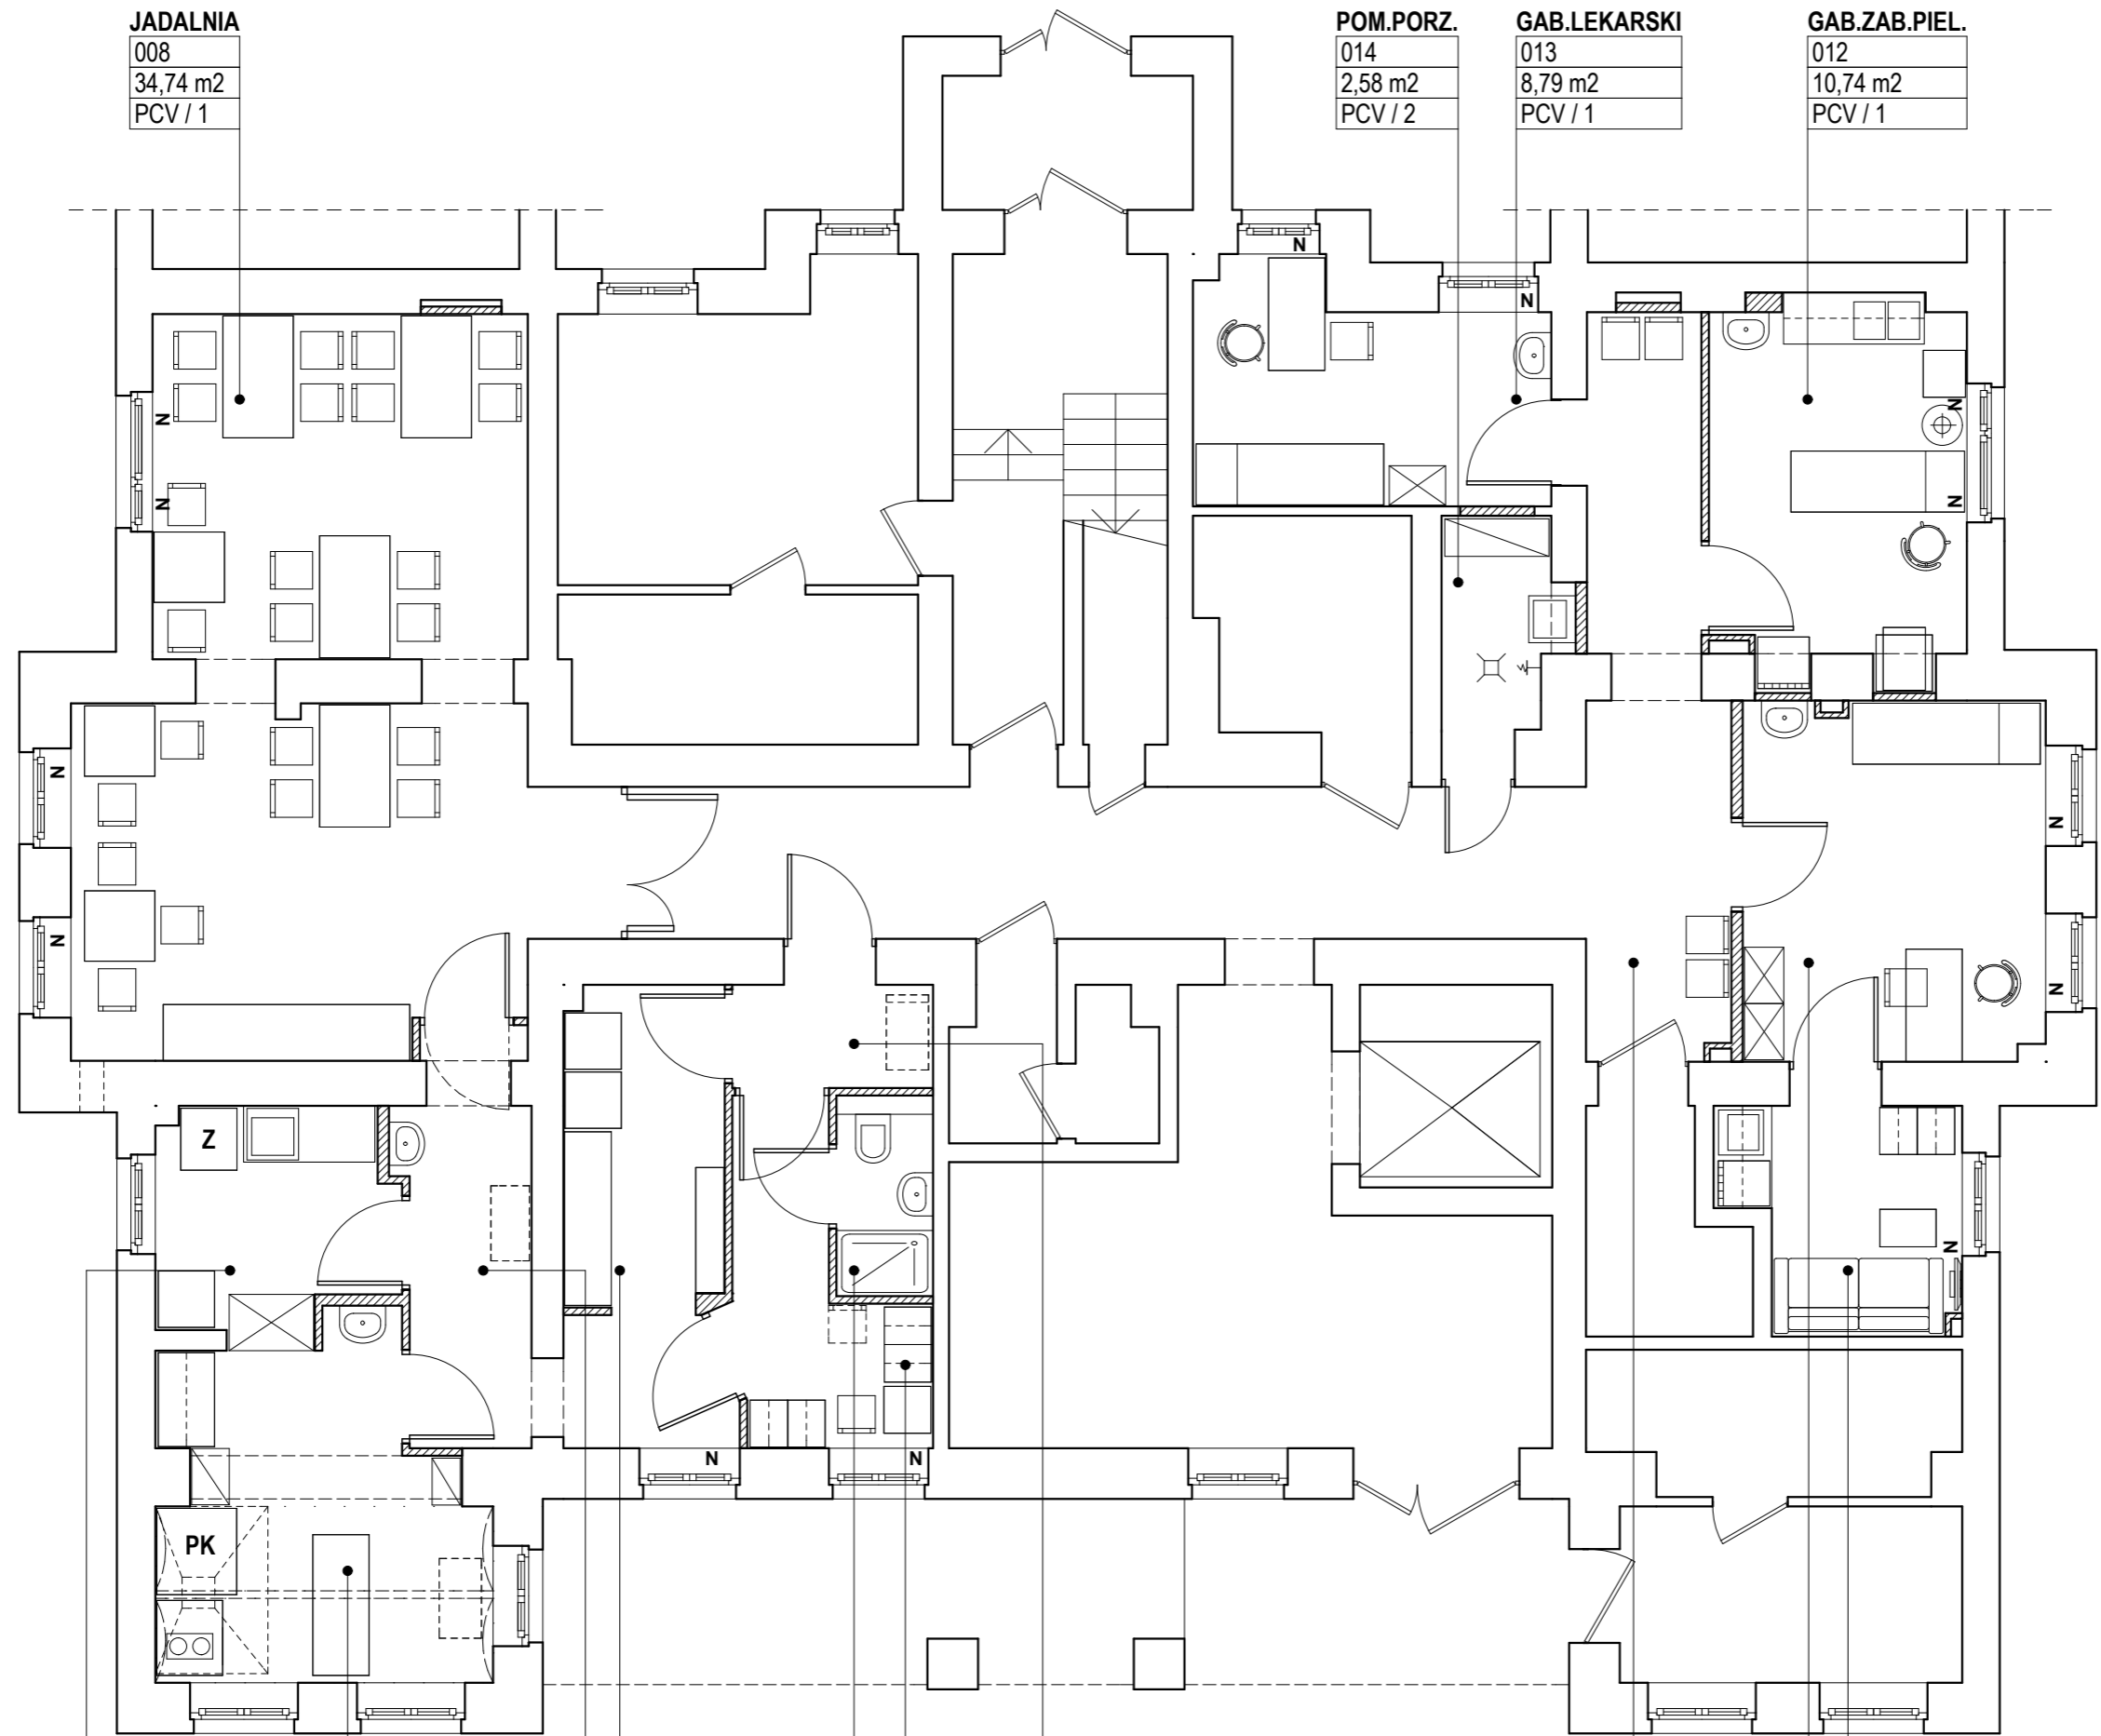 JADALNIA
008
34,74 m2
PCV / 1
POM.PORZ.
014
2,58 m2
PCV / 2
GAB.LEKARSKI
013
8,79 m2
PCV / 1
GAB.ZAB.PIEL.
012
10,74 m2
PCV / 1
N
N
N
N
N
N
N
N
N
N
N
Z
N
N
N
PK